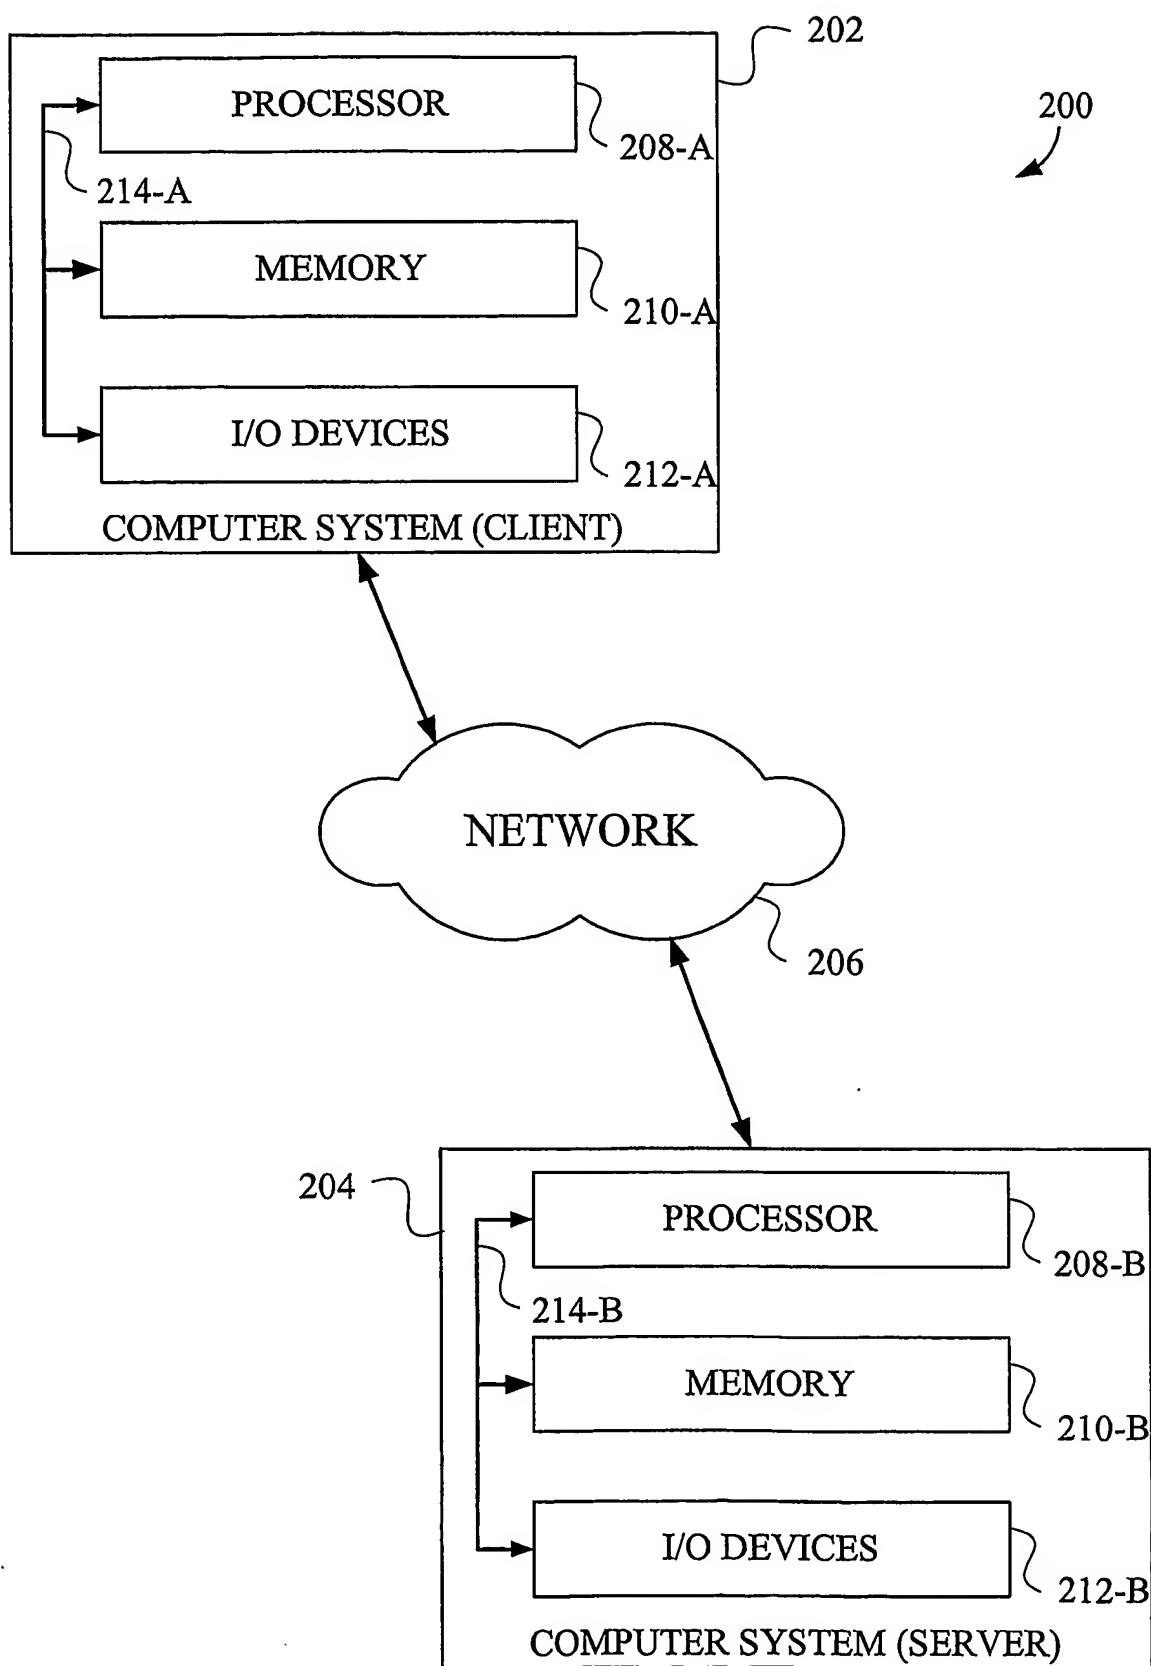 202
PROCESSOR
200
208-A
214-A
MEMORY
210-A
I/O DEVICES
212-A
COMPUTER SYSTEM (CLIENT)
NETWORK
206
204
PROCESSOR
208-B
214-B
MEMORY
210-B
I/O DEVICES
212-B
COMPUTER SYSTEM (SERVER)